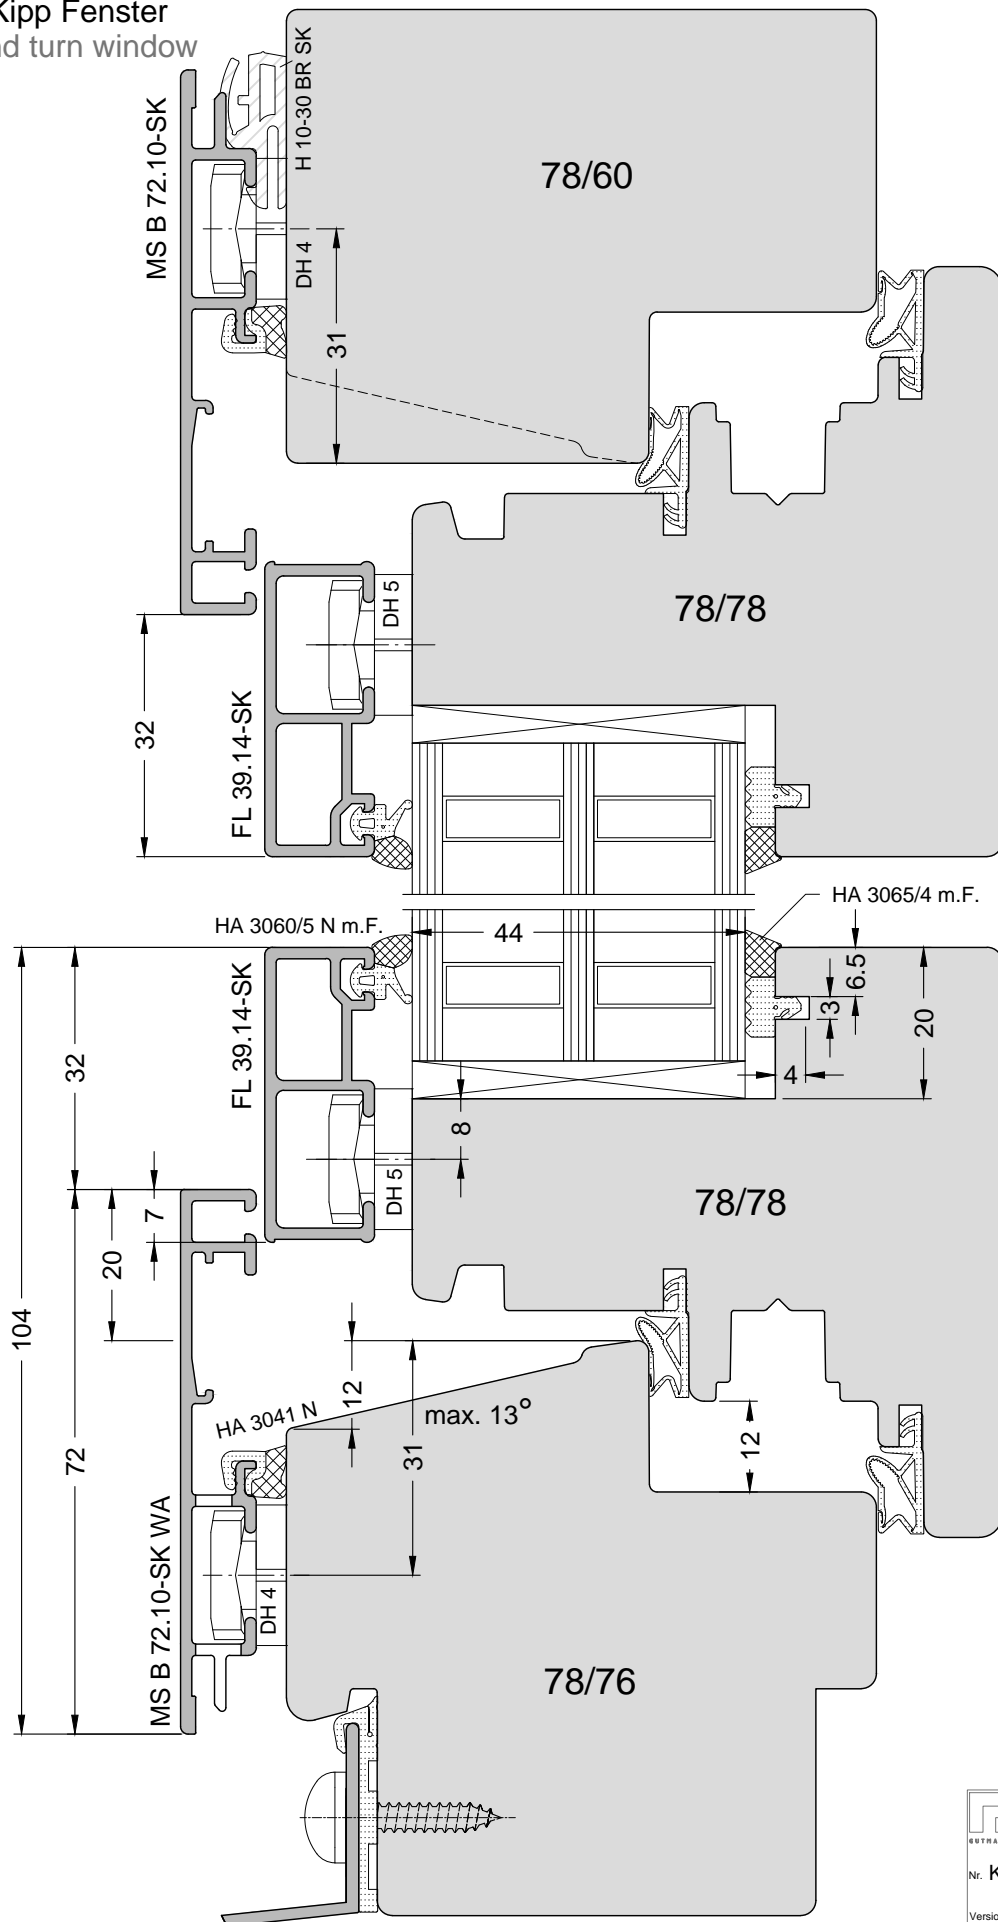 Kipp Fenster
nd turn window
H 10-30 BR SK
MS B 72.10-SK
78/60
DH 4
31
DH 5
78/78
32
FL 39.14-SK
HA 3065/4 m.F.
HA 3060/5 N m.F.
44
6.5
3
20
4
32
FL 39.14-SK
8
DH 5
78/78
7
20
104
12
HA 3041 N
max. 13°
31
12
72
MS B 72.10-SK WA
DH 4
78/76
Nr. K
Versio